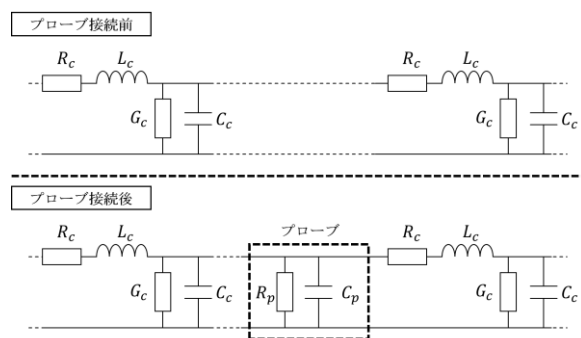 プローブ接続前
R_c L_c R_c L_c
G_c C_c G_c C_c
プローブ接続後
プローブ
R_c L_c R_c L_c
G_c C_c R_p C_p G_c C_c